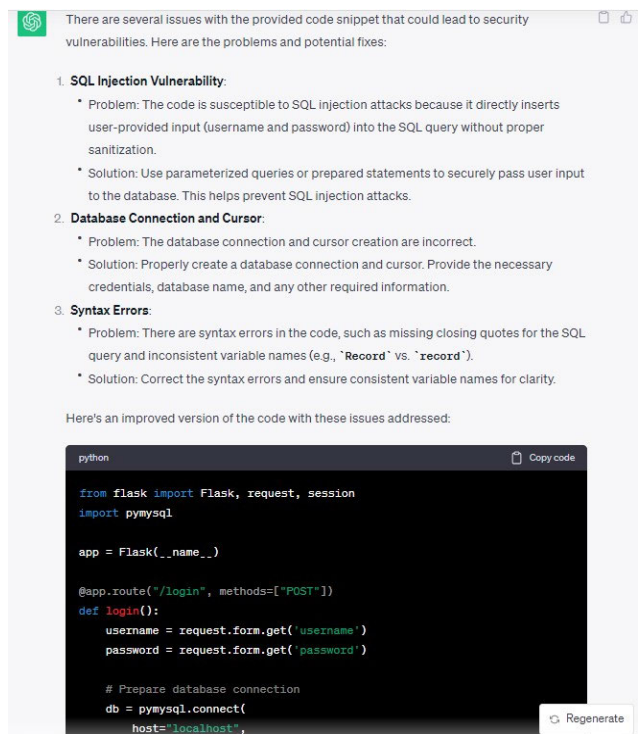 There are several issues with the provided code snippet that could lead to security
vulnerabilities. Here are the problems and potential fixes:
1. SQL Injection Vulnerability:
• Problem: The code is susceptible to SQL injection attacks because it directly inserts
user-provided input (username and password) into the SQL query without proper
sanitization.
• Solution: Use parameterized queries or prepared statements to securely pass user input
to the database. This helps prevent SQL injection attacks.
2. Database Connection and Cursor:
• Problem: The database connection and cursor creation are incorrect.
• Solution: Properly create a database connection and cursor. Provide the necessary
credentials, database name, and any other required information.
3. Syntax Errors:
• Problem: There are syntax errors in the code, such as missing closing quotes for the SQL
query and inconsistent variable names (e.g., `Record` vs. `record`).
• Solution: Correct the syntax errors and ensure consistent variable names for clarity.
Here's an improved version of the code with these issues addressed:
python Copy code
from flask import Flask, request, session
import pymysql
app = Flask(__name__)
@app.route("/login", methods=["POST"])
def login():
    username = request.form.get('username')
    password = request.form.get('password')
    # Prepare database connection
    db = pymysql.connect(
        host="localhost",
Regenerate